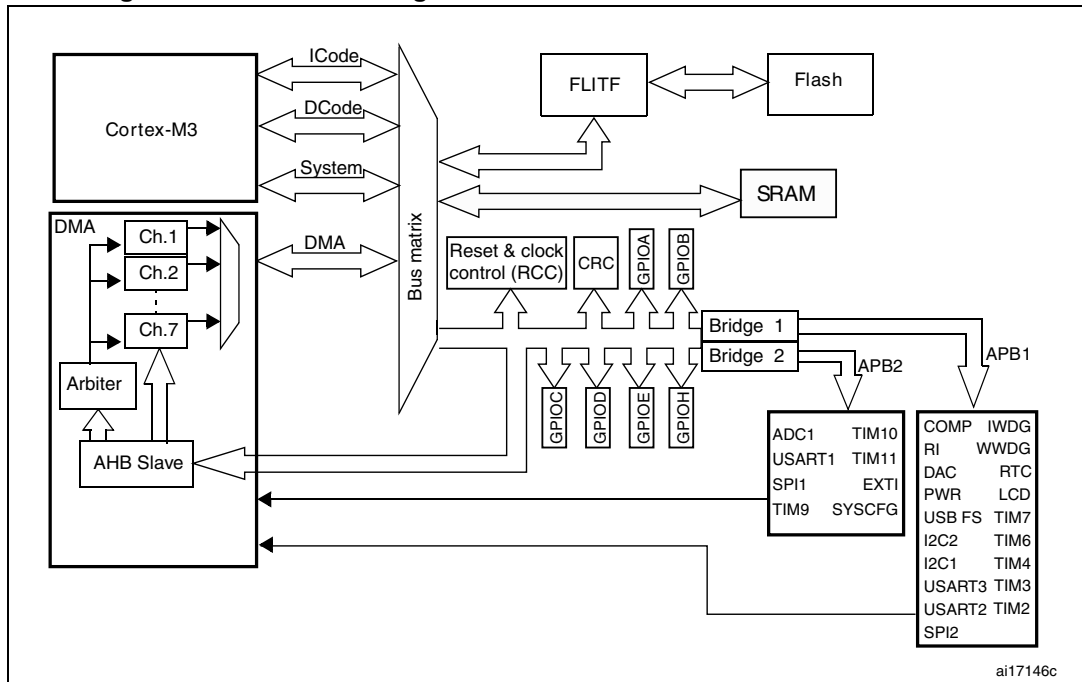 ICode
FLITF
Flash
Cortex-M3
DCode
System
SRAM
DMA
Ch.1
Ch.2
Ch.7
Arbiter
AHB Slave
DMA
Bus matrix
Reset & clock
control (RCC)
CRC
GPIOA
GPIOB
Bridge 1
Bridge 2
APB2
APB1
GPIOC
GPIOD
GPIOE
GPIOH
ADC1 TIM10
USART1 TIM11
SPI1 EXTI
TIM9 SYSCFG
COMP IWDG
RI WWDG
DAC RTC
PWR LCD
USB FS TIM7
I2C2 TIM6
I2C1 TIM4
USART3 TIM3
USART2 TIM2
SPI2
ai17146c